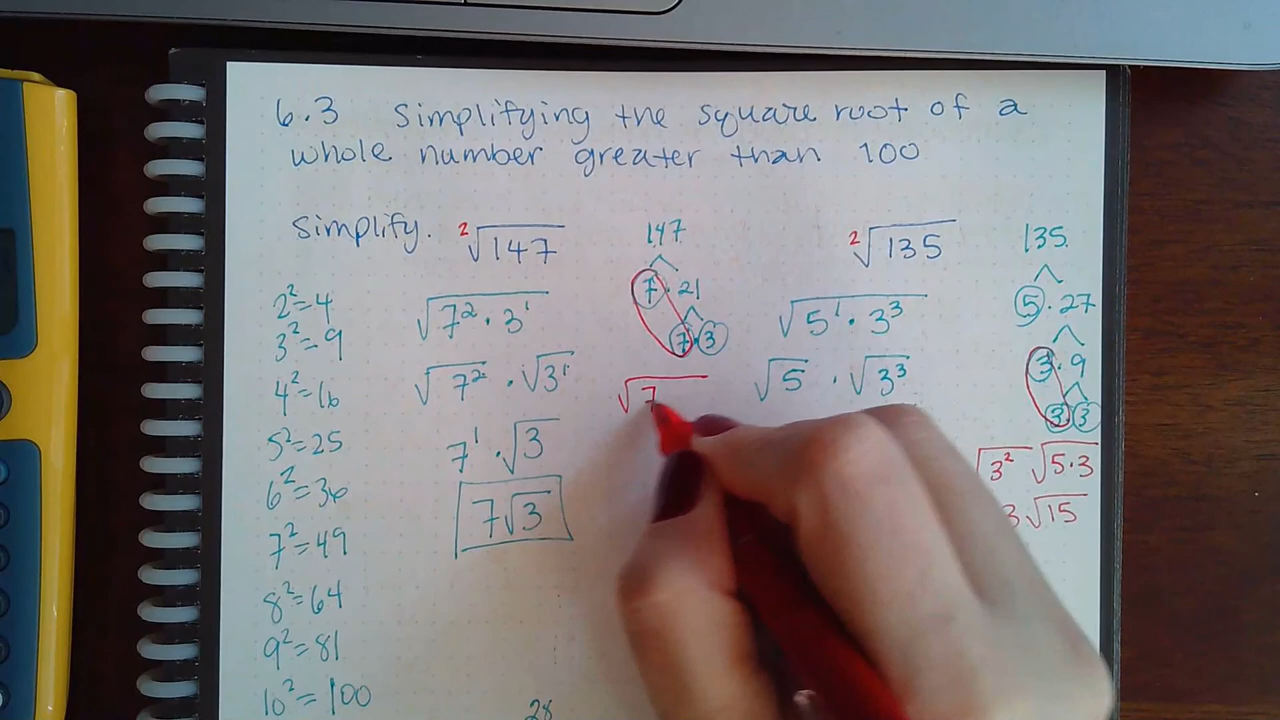 6.3 Simplifying the square root of a
whole number greater than 100
Simplify. ²√147
147
7 · 21
7 · 3
²√135
135
5 · 27
3 · 9
3 3
2²=4
3²=9
4²=16
5²=25
6²=36
7²=49
8²=64
9²=81
10²=100
√7² · 3¹
√7² · √3¹
7¹ · √3
7√3
√7
√5¹ · 3³
√5 · √3³
√3² √5·3
3√15
28